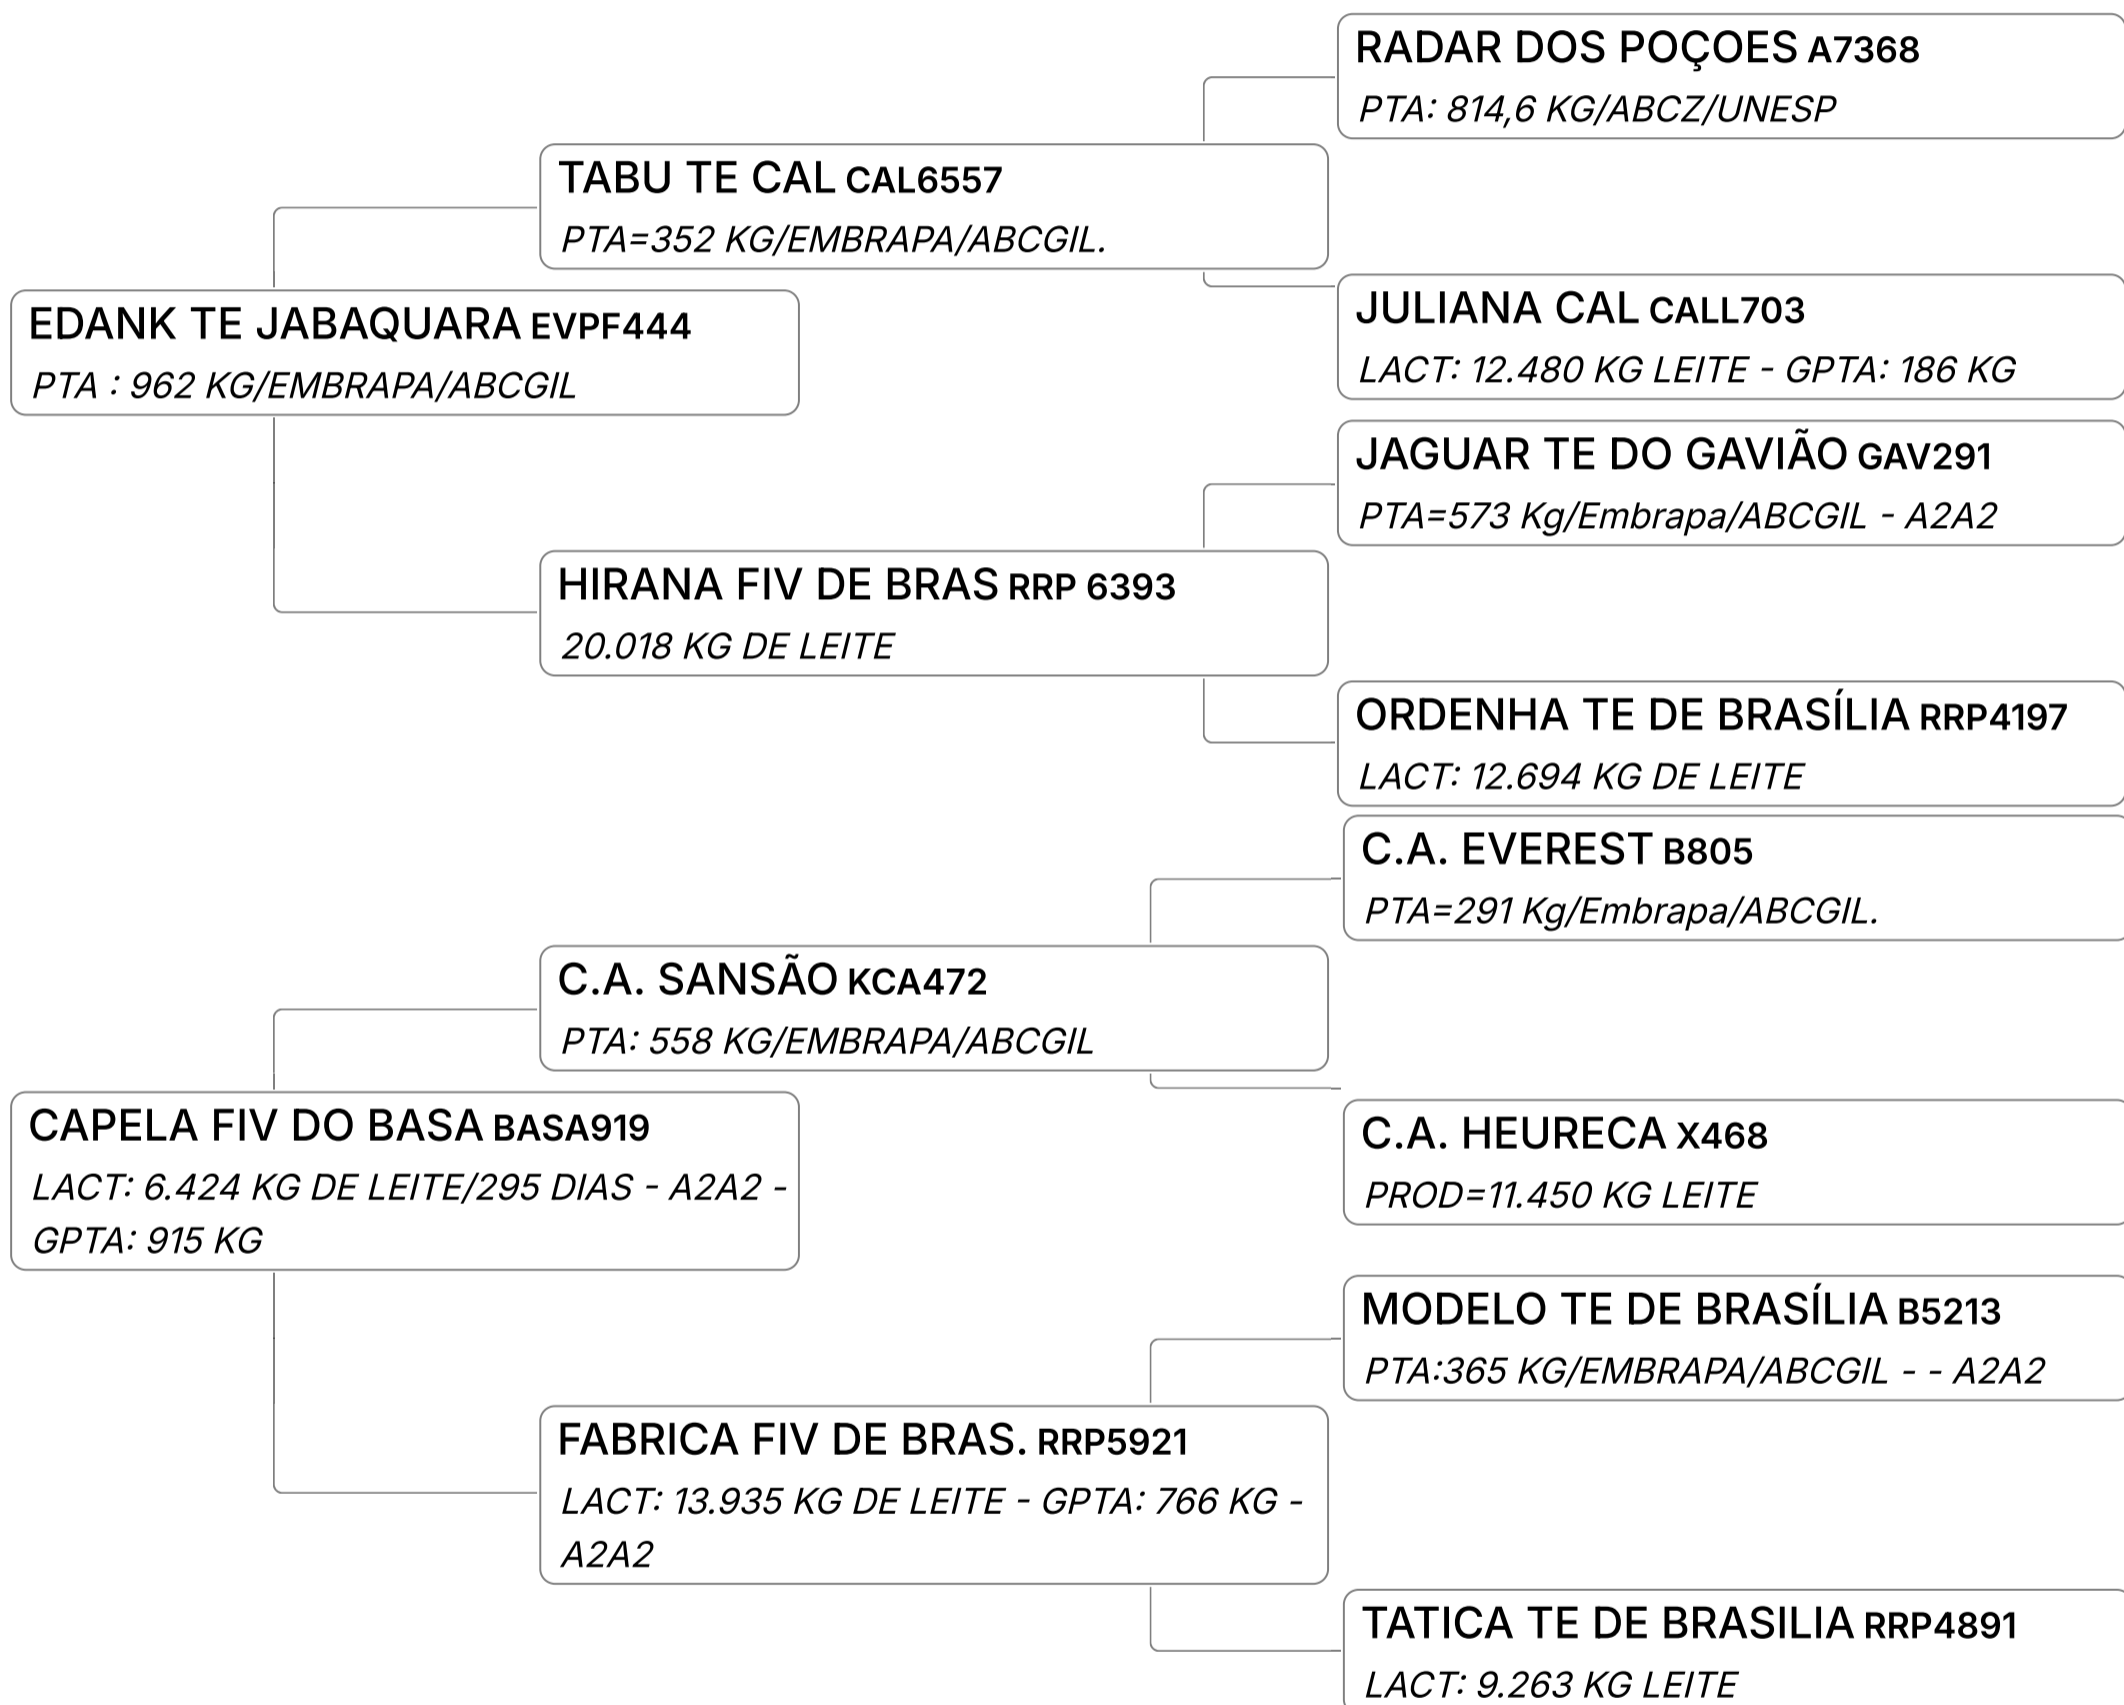 RADAR DOS POÇOES A7368
PTA: 814,6 KG/ABCZ/UNESP
TABU TE CAL CAL6557
PTA=352 KG/EMBRAPA/ABCGIL.
JULIANA CAL CALL703
LACT: 12.480 KG LEITE - GPTA: 186 KG
EDANK TE JABAQUARA EVPF444
PTA : 962 KG/EMBRAPA/ABCGIL
JAGUAR TE DO GAVIÃO GAV291
PTA=573 Kg/Embrapa/ABCGIL - A2A2
HIRANA FIV DE BRAS RRP 6393
20.018 KG DE LEITE
ORDENHA TE DE BRASÍLIA RRP4197
LACT: 12.694 KG DE LEITE
C.A. EVEREST B805
PTA=291 Kg/Embrapa/ABCGIL.
C.A. SANSÃO KCA472
PTA: 558 KG/EMBRAPA/ABCGIL
C.A. HEURECA X468
PROD=11.450 KG LEITE
CAPELA FIV DO BASA BASA919
LACT: 6.424 KG DE LEITE/295 DIAS - A2A2 -
GPTA: 915 KG
MODELO TE DE BRASÍLIA B5213
PTA:365 KG/EMBRAPA/ABCGIL - - A2A2
FABRICA FIV DE BRAS. RRP5921
LACT: 13.935 KG DE LEITE - GPTA: 766 KG -
A2A2
TATICA TE DE BRASILIA RRP4891
LACT: 9.263 KG LEITE